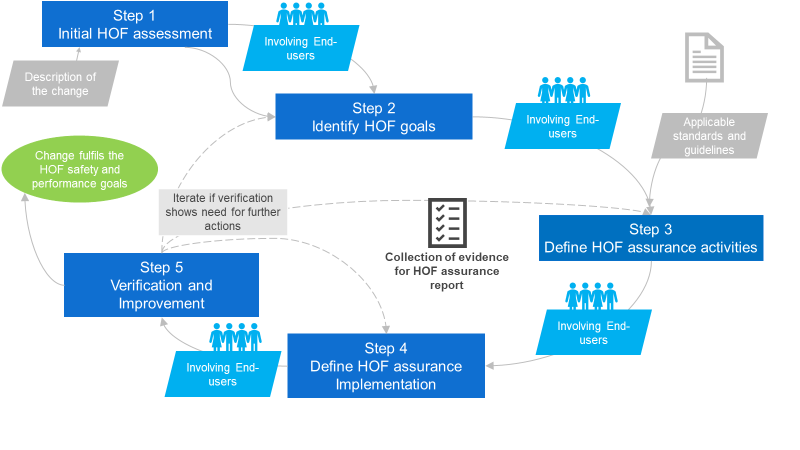 Step 1
Initial HOF assessment
Involving End-
users
Description of
the change
Step 2
Identify HOF goals
Involving End-
users
Applicable
standards and
guidelines
Change fulfils the
HOF safety and
performance goals
Iterate if verification
shows need for further
actions
Step 3
Define HOF assurance activities
Collection of evidence
for HOF assurance
report
Step 5
Verification and
Improvement
Involving End-
users
Step 4
Define HOF assurance
Implementation
Involving End-
users